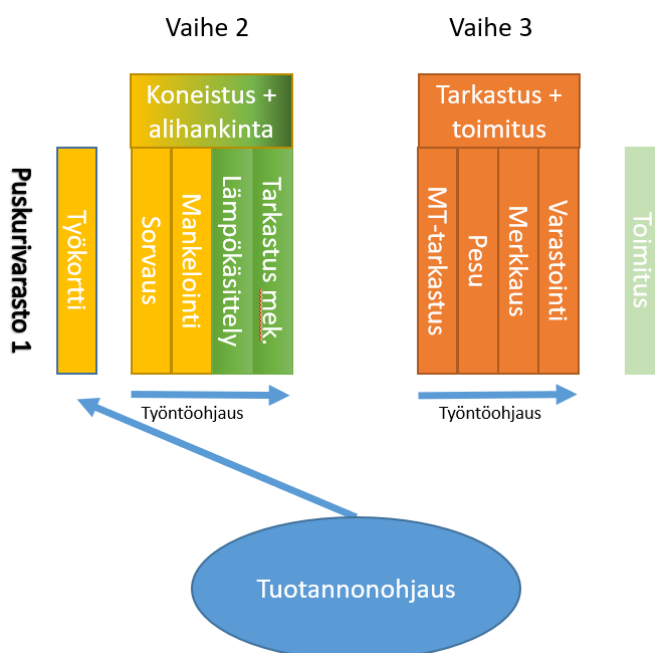 Vaihe 2
Vaihe 3
Koneistus +
alihankinta
Tarkastus +
toimitus
Puskurivarasto 1
Työkortti
Sorvaus
Mankelointi
Lämpökäsittely
Tarkastus mek.
MT-tarkastus
Pesu
Merkkaus
Varastointi
Toimitus
Työntöohjaus
Työntöohjaus
Tuotannonohjaus